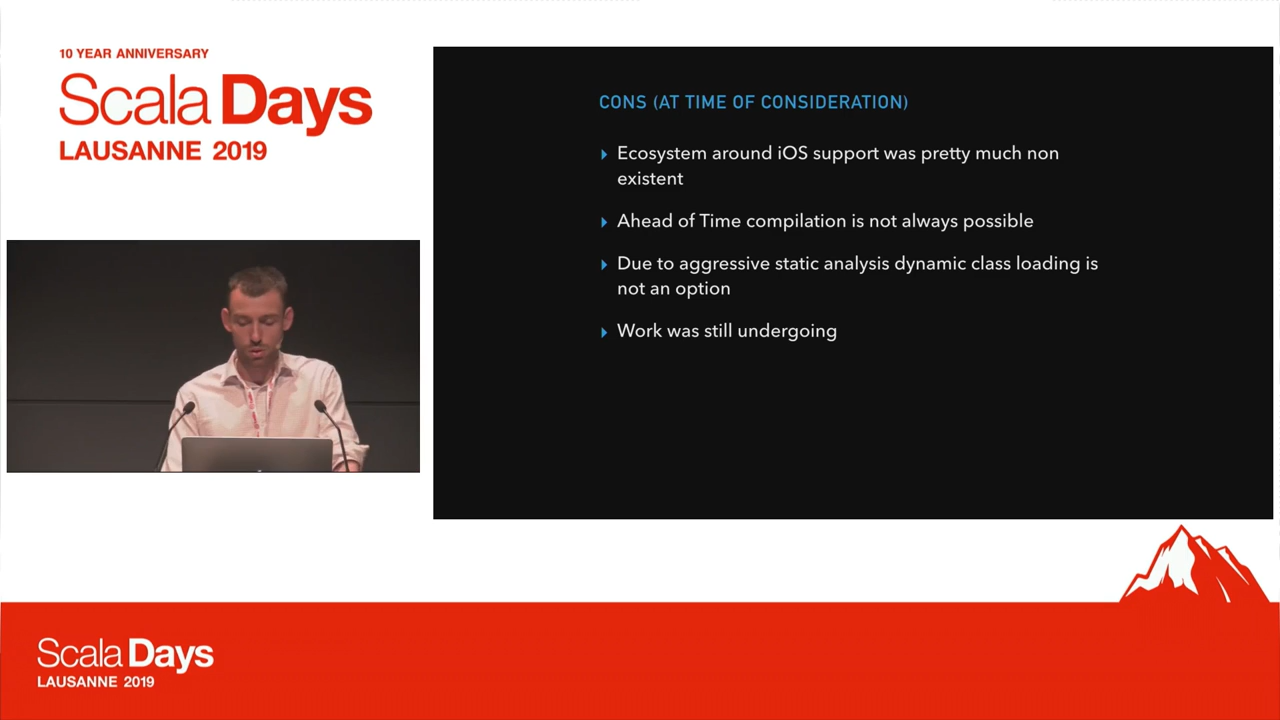 10 YEAR ANNIVERSARY
Scala Days
LAUSANNE 2019
CONS (AT TIME OF CONSIDERATION)
Ecosystem around iOS support was pretty much non
existent
Ahead of Time compilation is not always possible
Due to aggressive static analysis dynamic class loading is
not an option
Work was still undergoing
Scala Days
LAUSANNE 2019